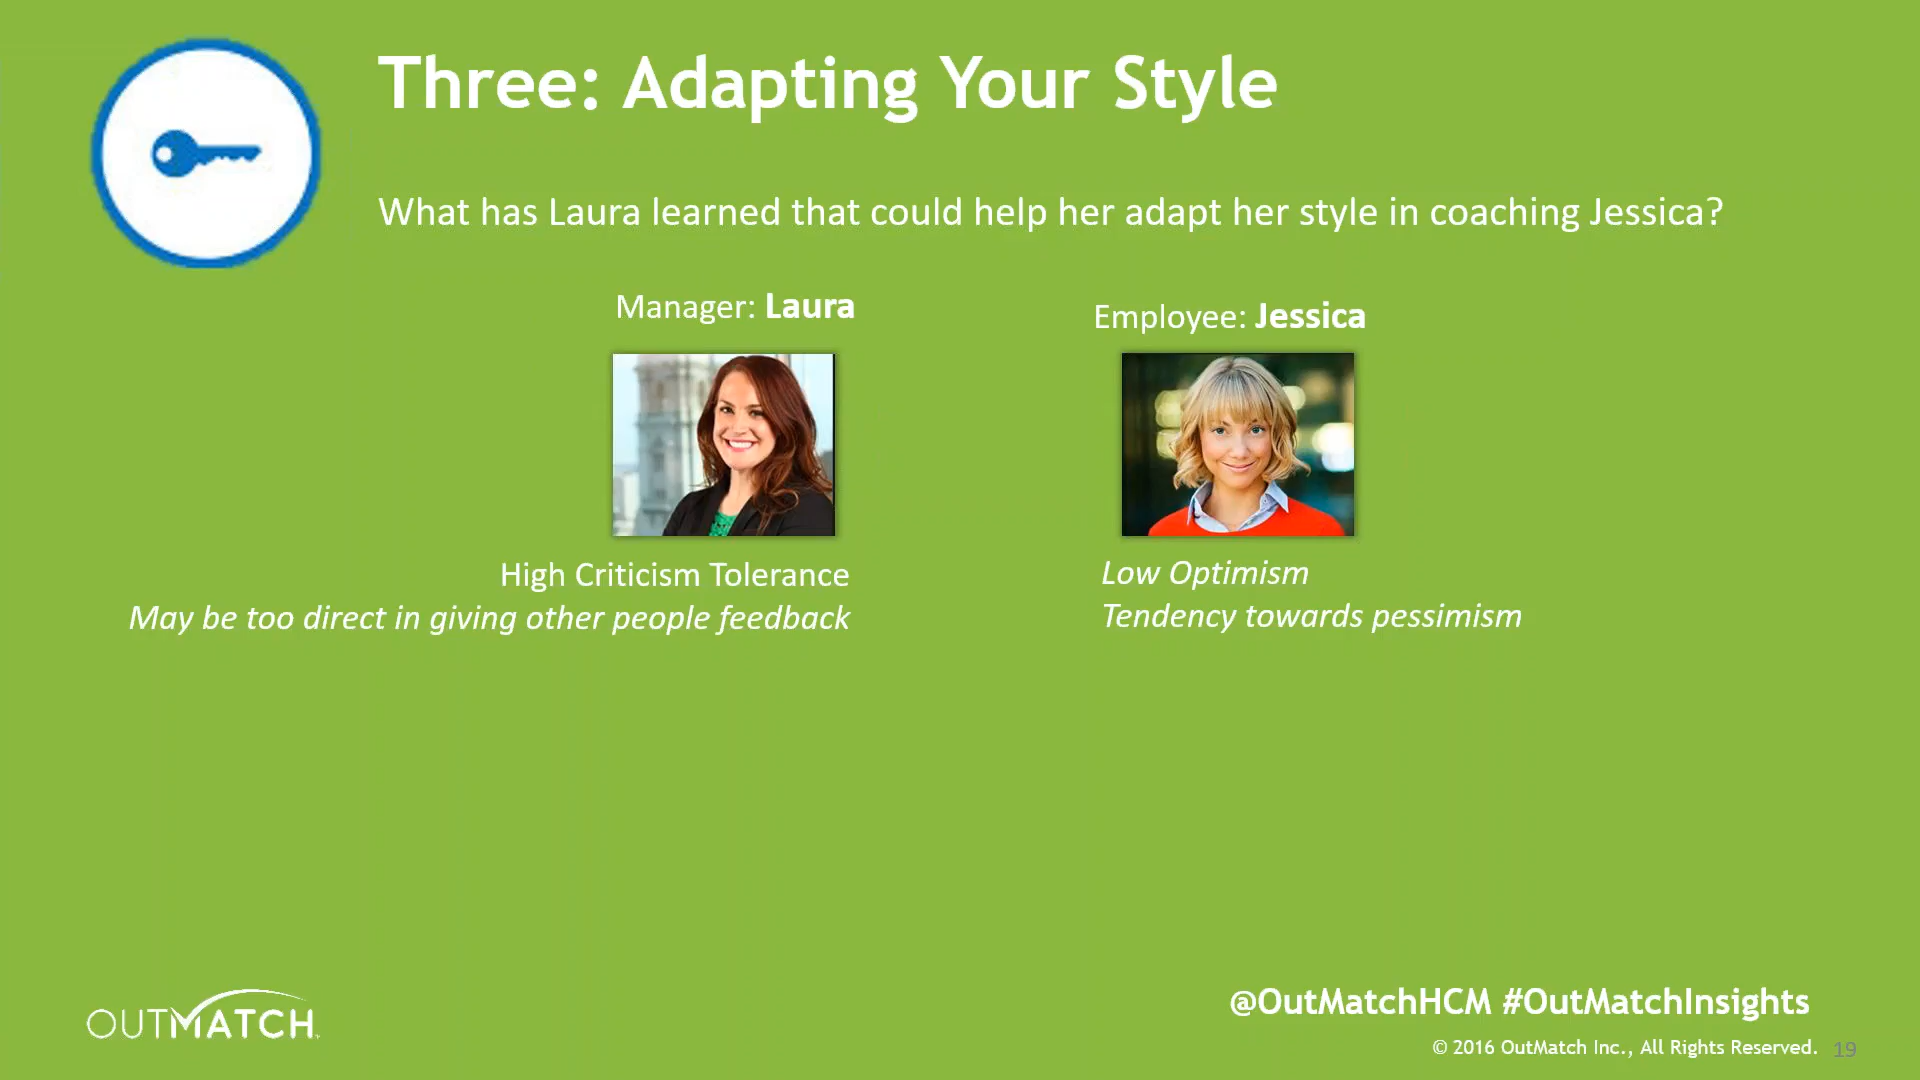 Three: Adapting Your Style
What has Laura learned that could help her adapt her style in coaching Jessica?
Manager: Laura
Employee: Jessica
High Criticism Tolerance
May be too direct in giving other people feedback
Low Optimism
Tendency towards pessimism
OUTMATCH
@OutMatchHCM #OutMatchInsights
© 2016 OutMatch Inc., All Rights Reserved.
19